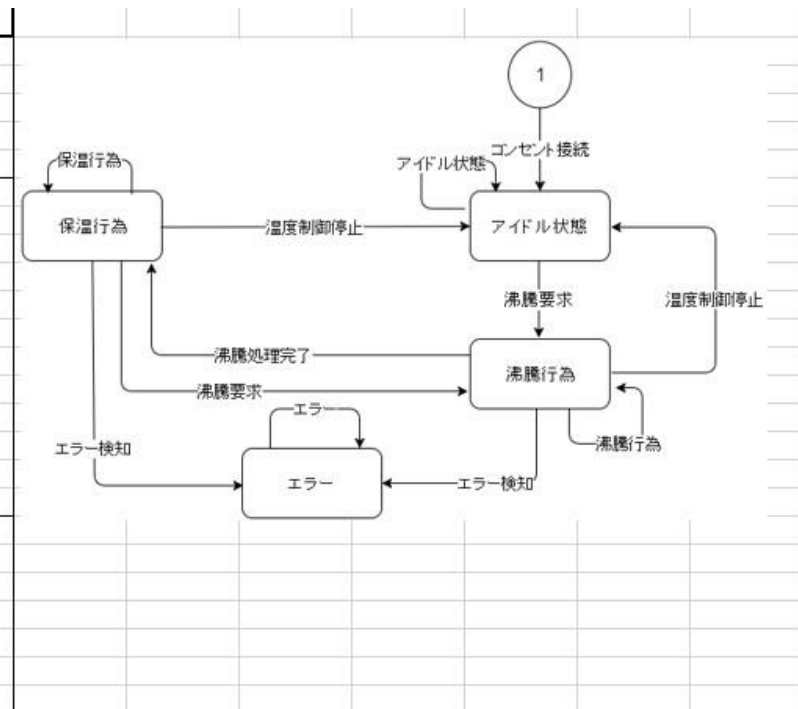 1
コンセント接続
アイドル状態
保温行為
保温行為
温度制御停止
アイドル状態
沸騰要求
温度制御停止
沸騰処理完了
沸騰行為
沸騰要求
エラー
エラー検知
沸騰行為
エラー
エラー検知